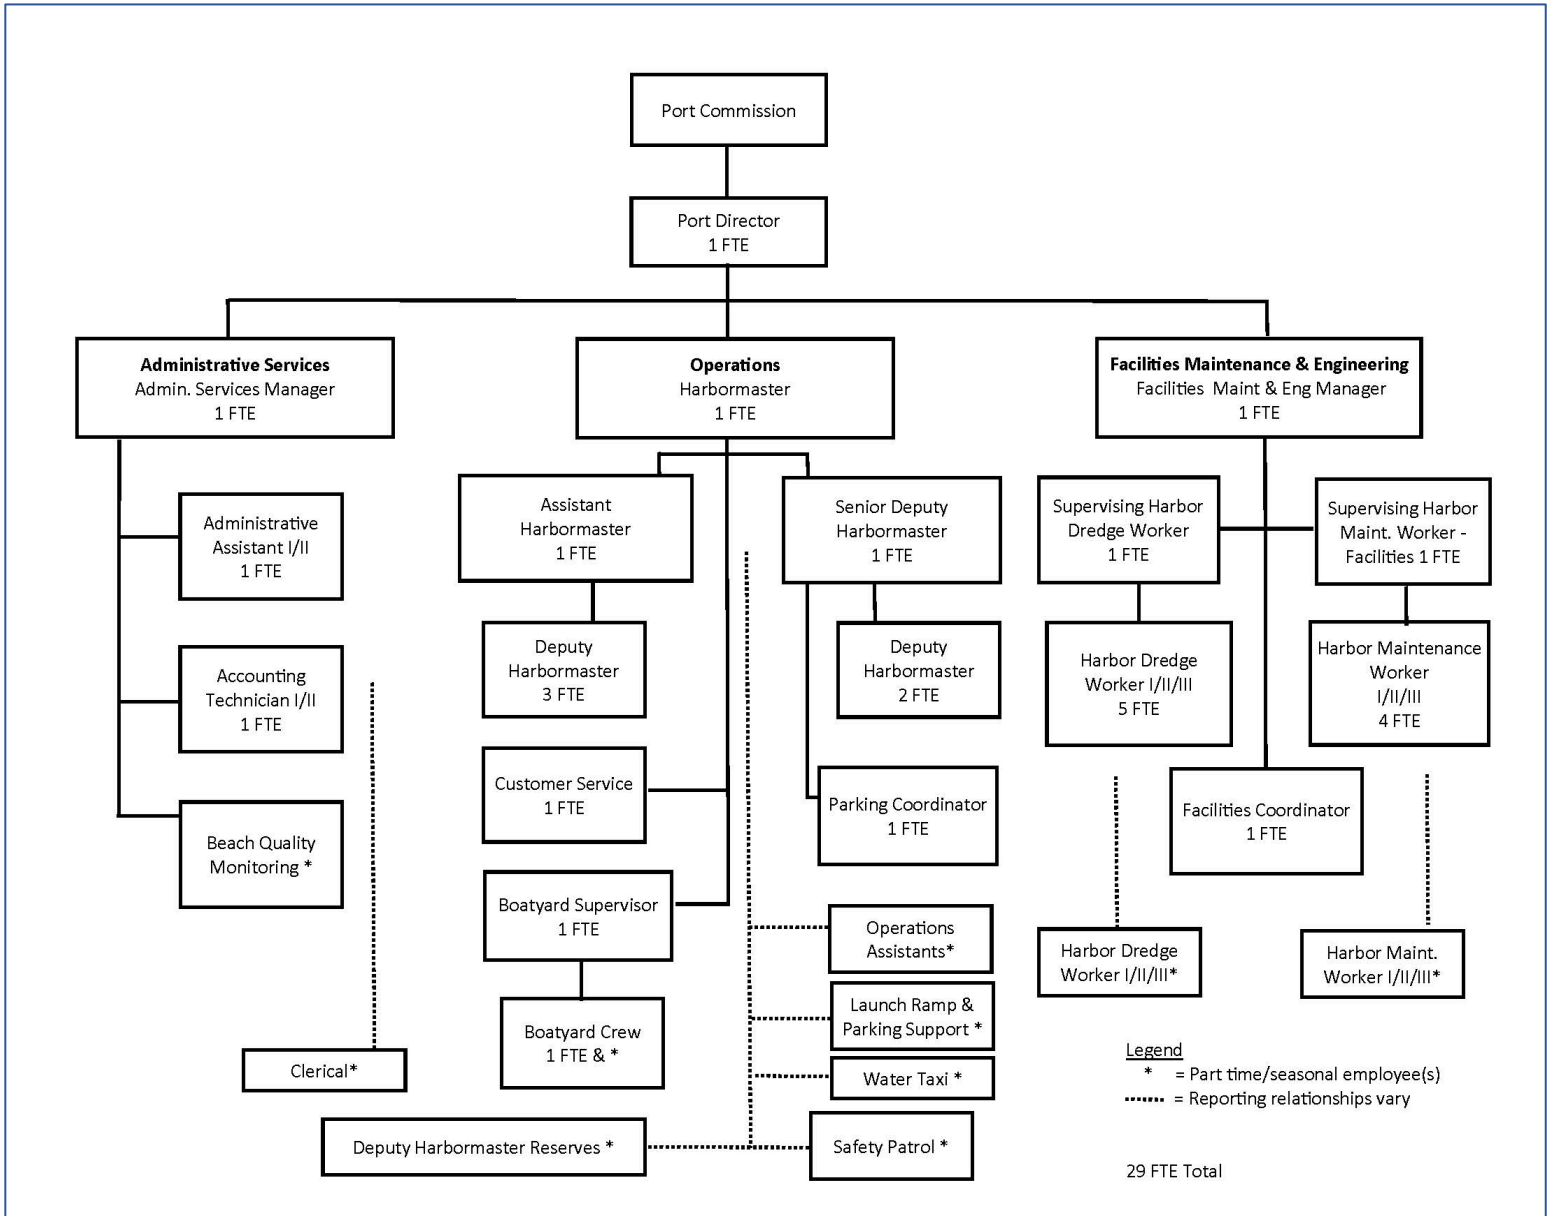 Port Commission
Port Director
1 FTE
Administrative Services
Admin. Services Manager
1 FTE
Operations
Harbormaster
1 FTE
Facilities Maintenance & Engineering
Facilities Maint & Eng Manager
1 FTE
Administrative
Assistant I/II
1 FTE
Accounting
Technician I/II
1 FTE
Beach Quality
Monitoring *
Clerical*
Assistant
Harbormaster
1 FTE
Deputy
Harbormaster
3 FTE
Customer Service
1 FTE
Boatyard Supervisor
1 FTE
Boatyard Crew
1 FTE & *
Deputy Harbormaster Reserves *
Senior Deputy
Harbormaster
1 FTE
Deputy
Harbormaster
2 FTE
Parking Coordinator
1 FTE
Operations
Assistants*
Launch Ramp &
Parking Support *
Water Taxi *
Safety Patrol *
Supervising Harbor
Dredge Worker
1 FTE
Harbor Dredge
Worker I/II/III
5 FTE
Supervising Harbor
Maint. Worker -
Facilities 1 FTE
Harbor Maintenance
Worker
I/II/III
4 FTE
Facilities Coordinator
1 FTE
Harbor Dredge
Worker I/II/III*
Harbor Maint.
Worker I/II/III*
Legend
* = Part time/seasonal employee(s)
= Reporting relationships vary
29 FTE Total